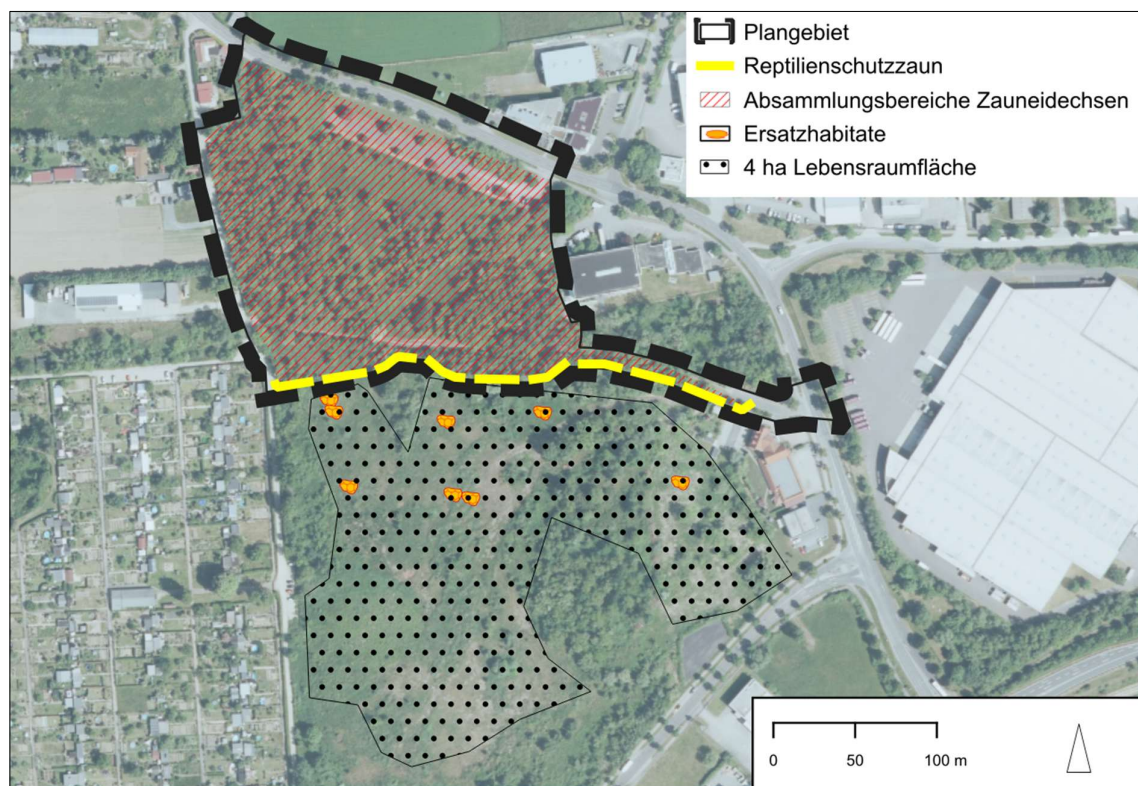 Plangebiet
Reptilienschutzzaun
Absammlungsbereiche Zauneidechsen
Ersatzhabitate
4 ha Lebensraumfläche
0 50 100 m